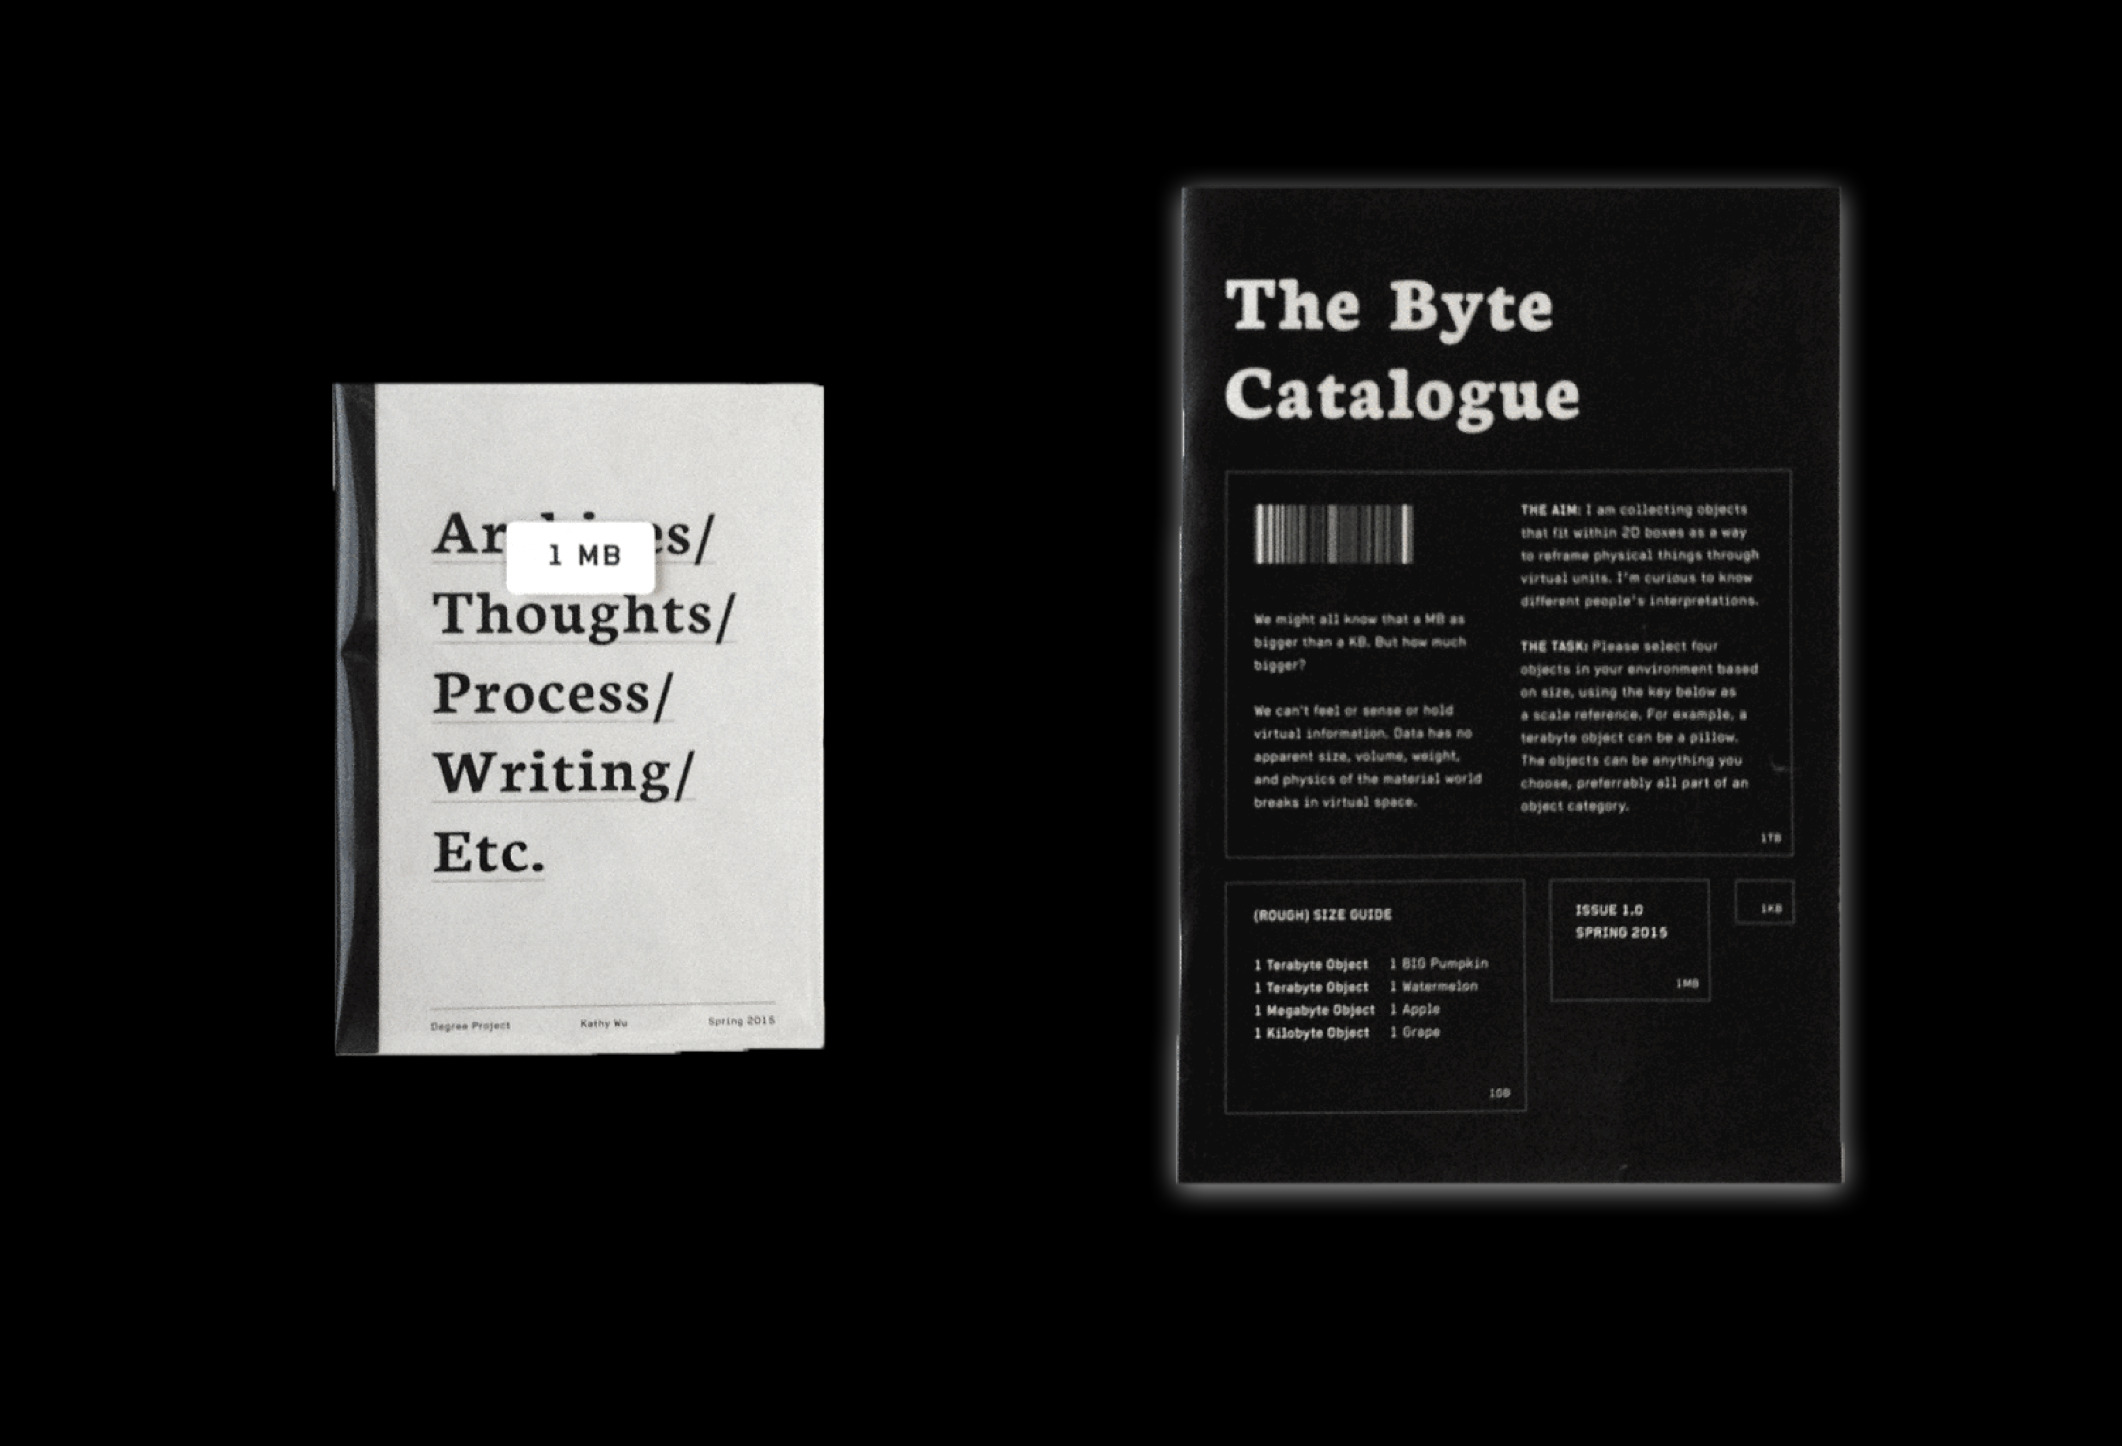 Archives/
1 MB
Thoughts/
Process/
Writing/
Etc.
Degree Project
Kathy Wu
Spring 2015
The Byte
Catalogue
We might all know that a MB as
bigger than a KB. But how much
bigger?
We can't feel or sense or hold
virtual information. Data has no
apparent size, volume, weight,
and physics of the material world
breaks in virtual space.
THE AIM: I am collecting objects
that fit within 2D boxes as a way
to reframe physical things through
virtual units. I'm curious to know
different people's interpretations.
THE TASK: Please select four
objects in your environment based
on size, using the key below as
a scale reference. For example, a
terabyte object can be a pillow.
The objects can be anything you
choose, preferrably all part of an
object category.
1TB
(ROUGH) SIZE GUIDE
1 Terabyte Object 1 BIG Pumpkin
1 Terabyte Object 1 Watermelon
1 Megabyte Object 1 Apple
1 Kilobyte Object 1 Grape
1GB
ISSUE 1.0
SPRING 2015
1MB
1KB